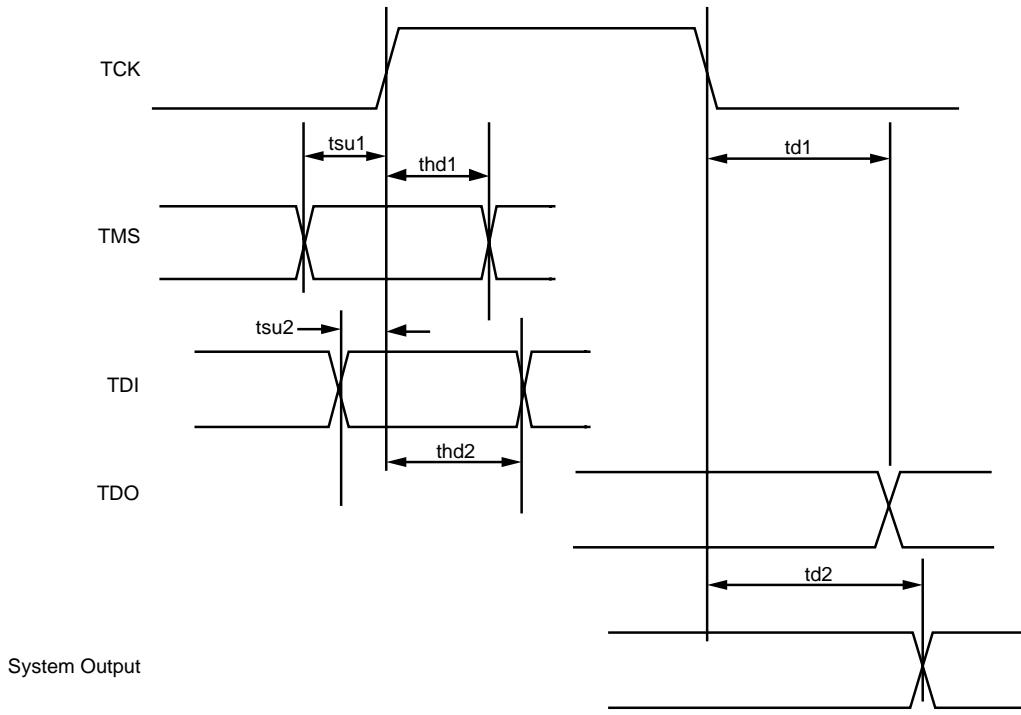 TCK
tsu1
thd1
td1
TMS
tsu2
TDI
thd2
TDO
td2
System Output